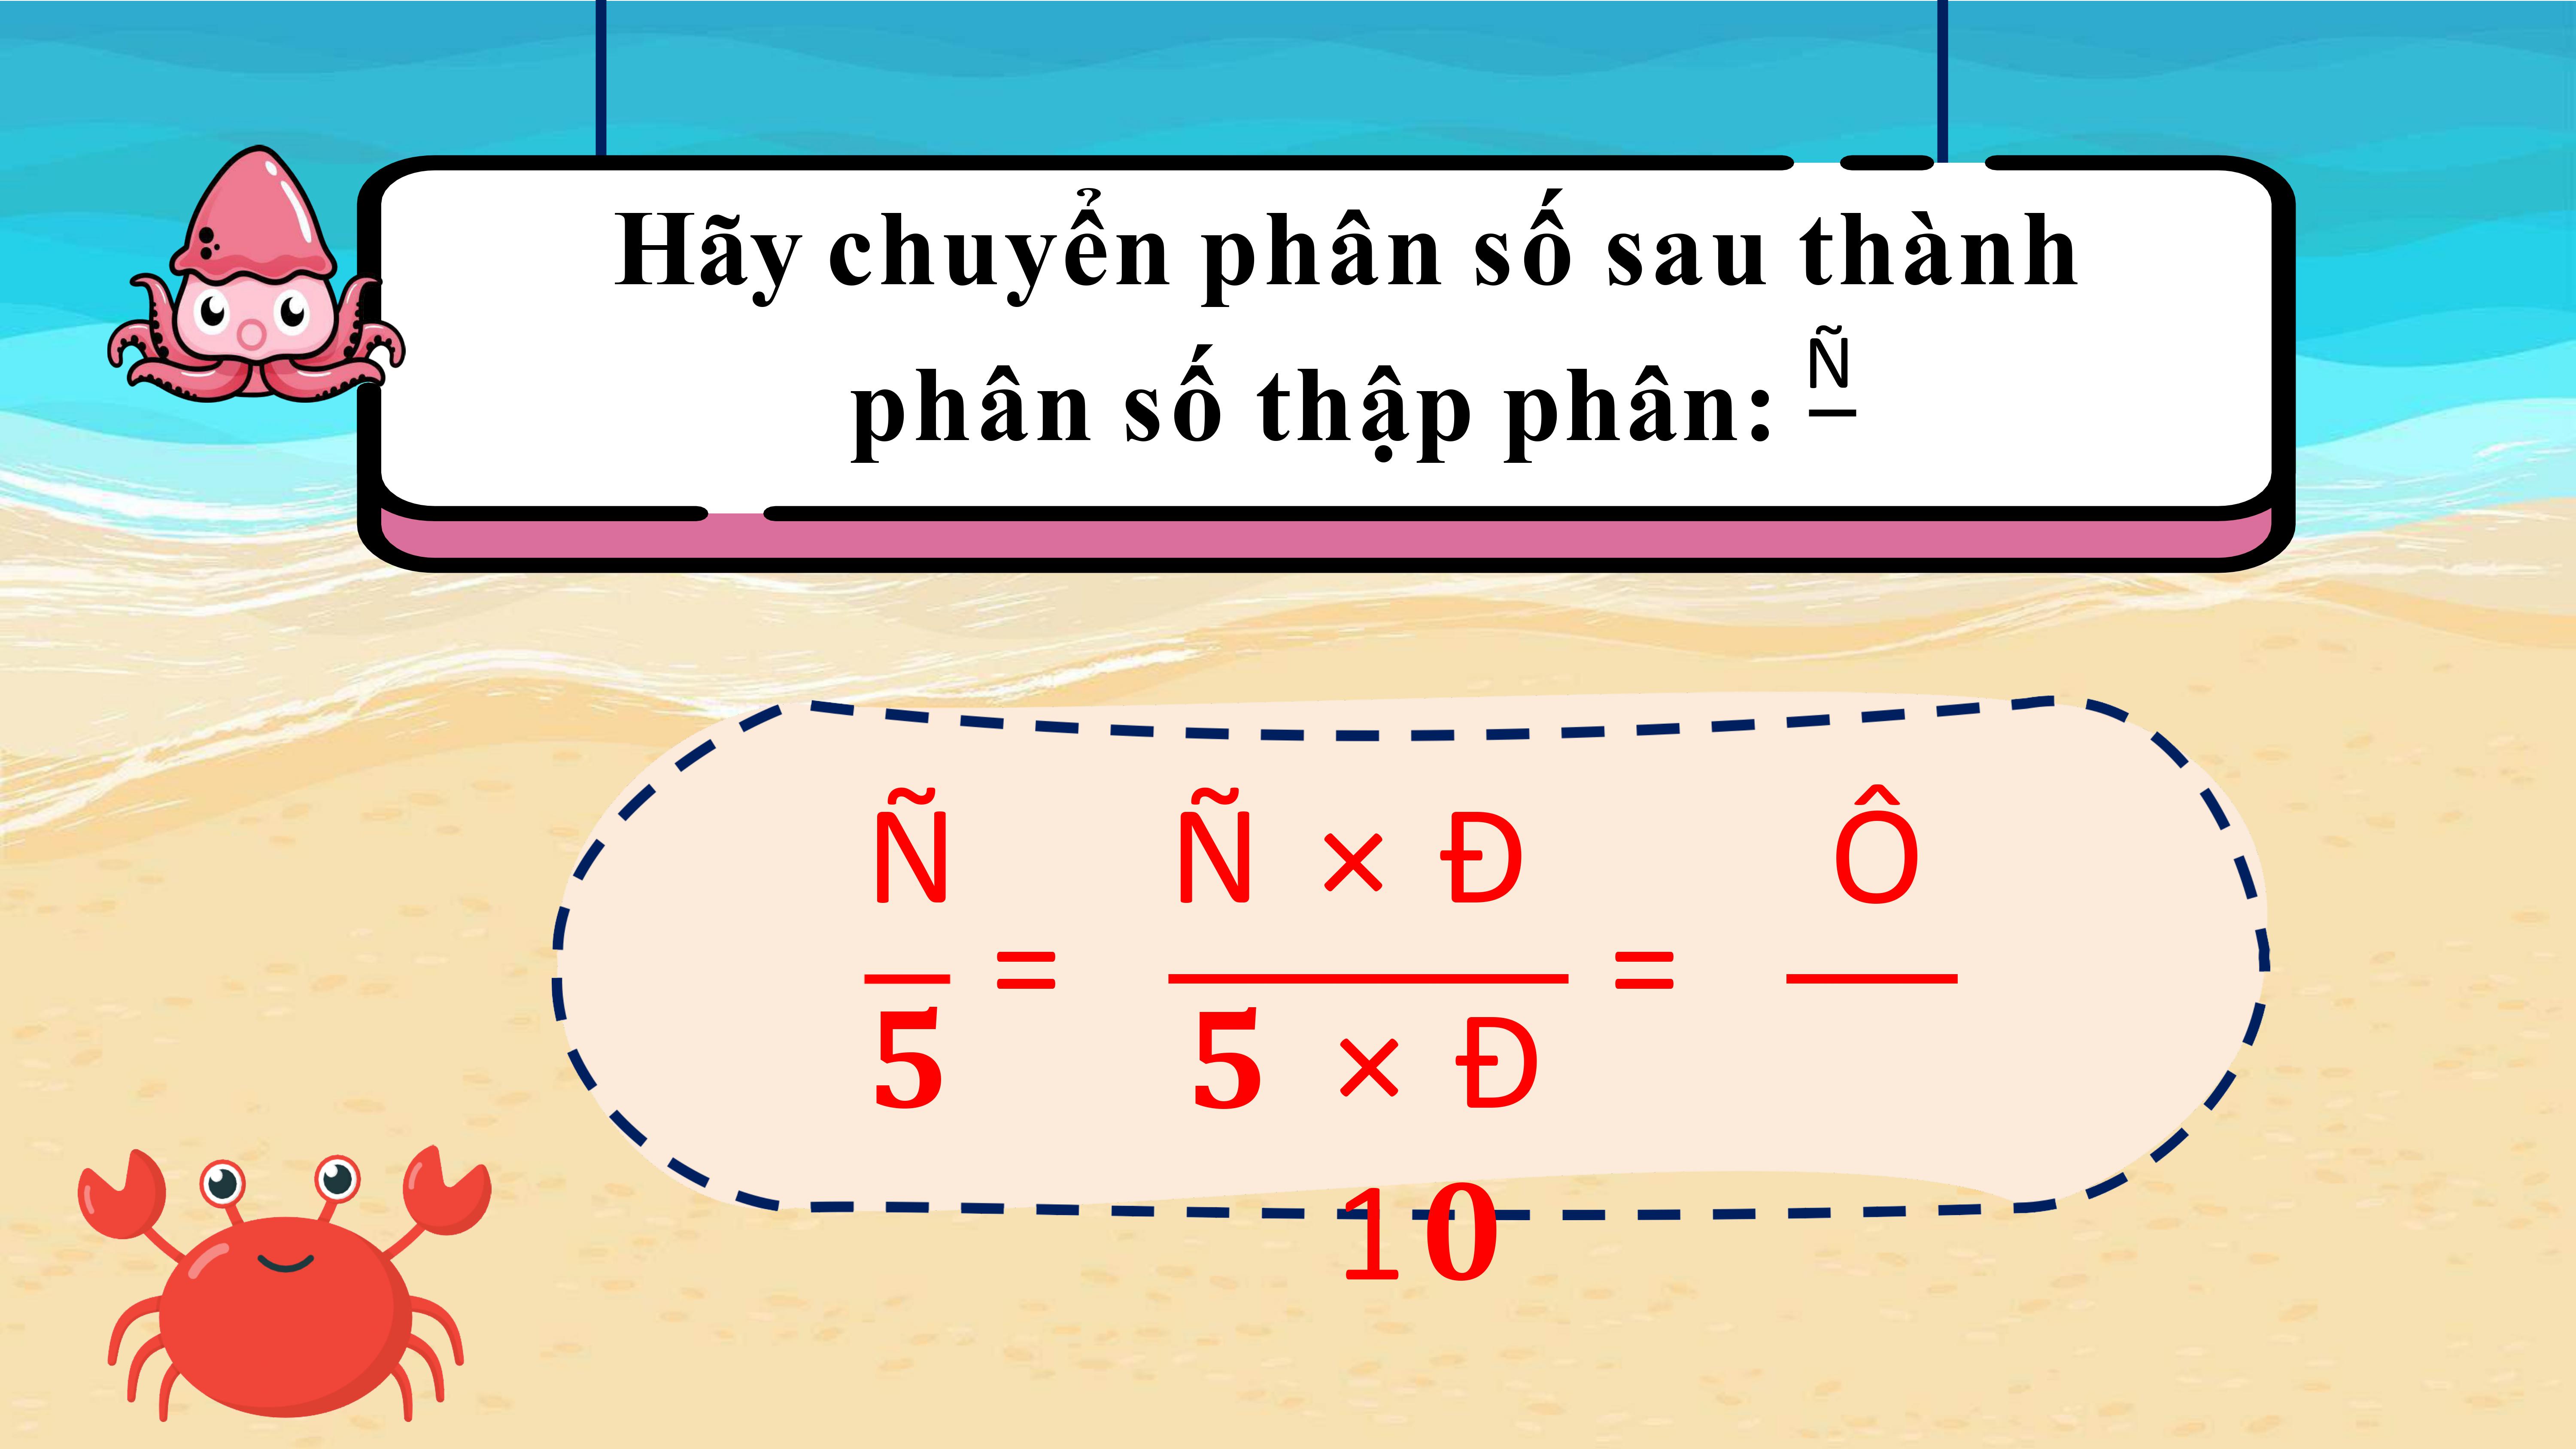 Hãy chuyển phân số sau thành
phân số thập phân: Ñ
Ñ Ñ × Đ Ô
= =
5 5 × Đ
10